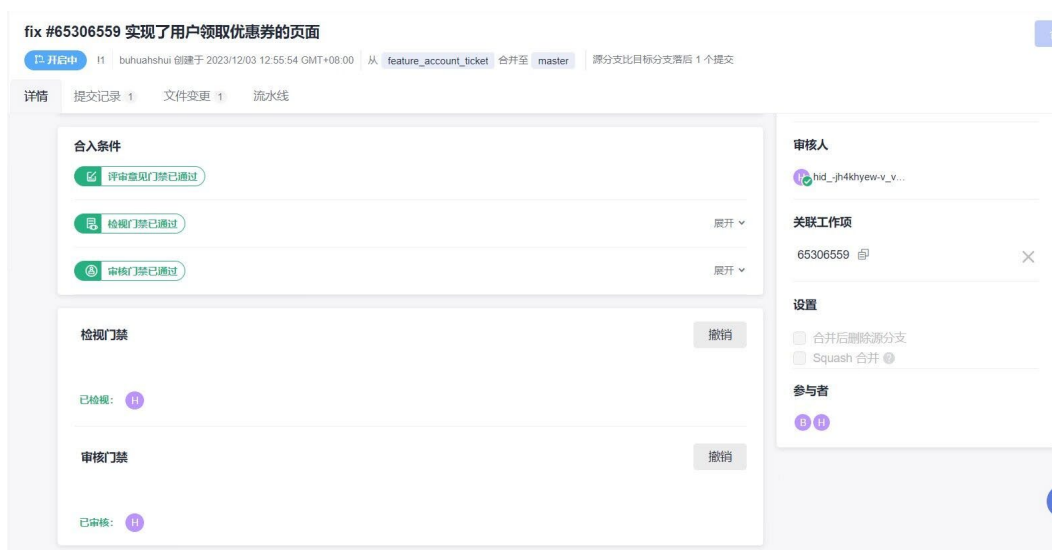 fix #65306559 实现了用户领取优惠券的页面
开启中 !1 buhuahshui 创建于 2023/12/03 12:55:54 GMT+08:00 从 feature_account_ticket 合并至 master 源分支比目标分支落后 1 个提交
详情 提交记录 1 文件变更 1 流水线
合入条件
评审意见门禁已通过
检视门禁已通过 展开
审核门禁已通过 展开
检视门禁 撤销
已检视: H
审核门禁 撤销
已审核: H
审核人
H hid_-jh4khyew-v_v...
关联工作项
65306559
设置
合并后删除源分支
Squash 合并 ?
参与者
B H